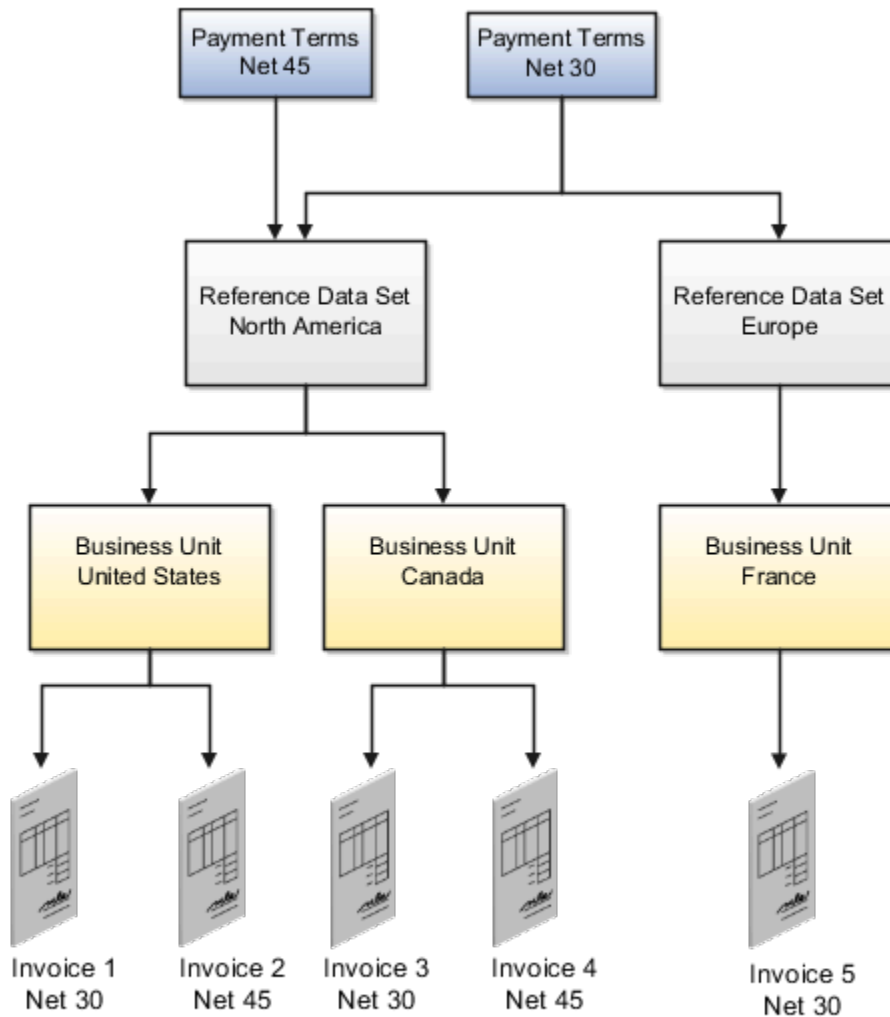 Payment Terms
Net 45
Payment Terms
Net 30
Reference Data Set
North America
Reference Data Set
Europe
Business Unit
United States
Business Unit
Canada
Business Unit
France
Invoice 1
Net 30
Invoice 2
Net 45
Invoice 3
Net 30
Invoice 4
Net 45
Invoice 5
Net 30